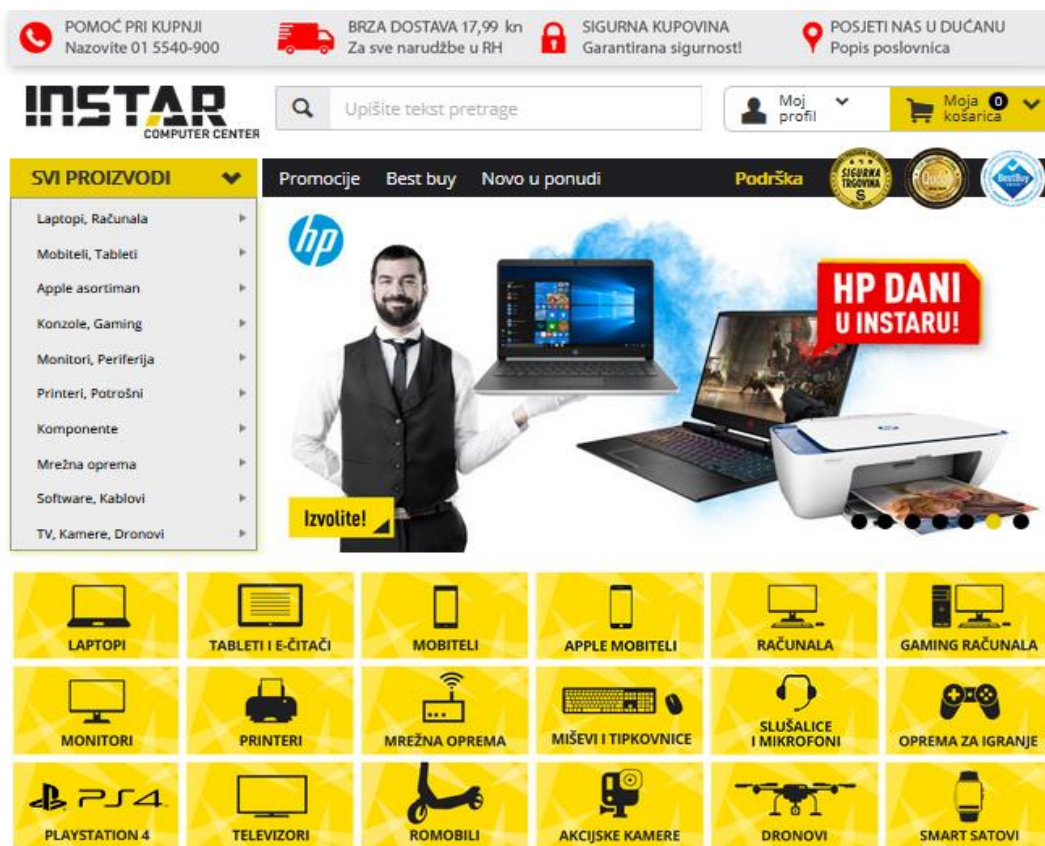 POMOĆ PRI KUPNJI
Nazovite 01 5540-900
BRZA DOSTAVA 17,99 kn
Za sve narudžbe u RH
SIGURNA KUPOVINA
Garantirana sigurnost!
POSJETI NAS U DUĆANU
Popis poslovnica
INSTAR
COMPUTER CENTER
Upišite tekst pretrage
Moj
profil
Moja 0
košarica
SVI PROIZVODI
Promocije
Best buy
Novo u ponudi
Podrška
SIGURNA
TRGOVINA
BestBuy
Laptopi, Računala
Mobiteli, Tableti
Apple asortiman
Konzole, Gaming
Monitori, Periferija
Printeri, Potrošni
Komponente
Mrežna oprema
Software, Kablovi
TV, Kamere, Dronovi
hp
HP DANI
U INSTARU!
Izvolite!
LAPTOPI
TABLETI I E-ČITAČI
MOBITELI
APPLE MOBITELI
RAČUNALA
GAMING RAČUNALA
MONITORI
PRINTERI
MREŽNA OPREMA
MIŠEVI I TIPKOVNICE
SLUŠALICE
I MIKROFONI
OPREMA ZA IGRANJE
PS4
PLAYSTATION 4
TELEVIZORI
ROMOBILI
AKCIJSKE KAMERE
DRONOVI
SMART SATOVI